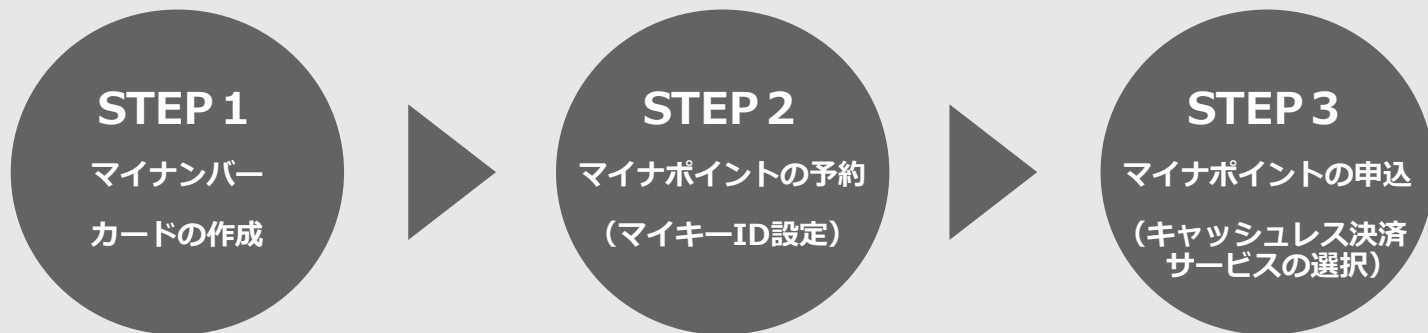 STEP１
マイナンバー
カードの作成
STEP２
マイナポイントの予約
（マイキーID設定）
STEP３
マイナポイントの申込
（キャッシュレス決済
サービスの選択）